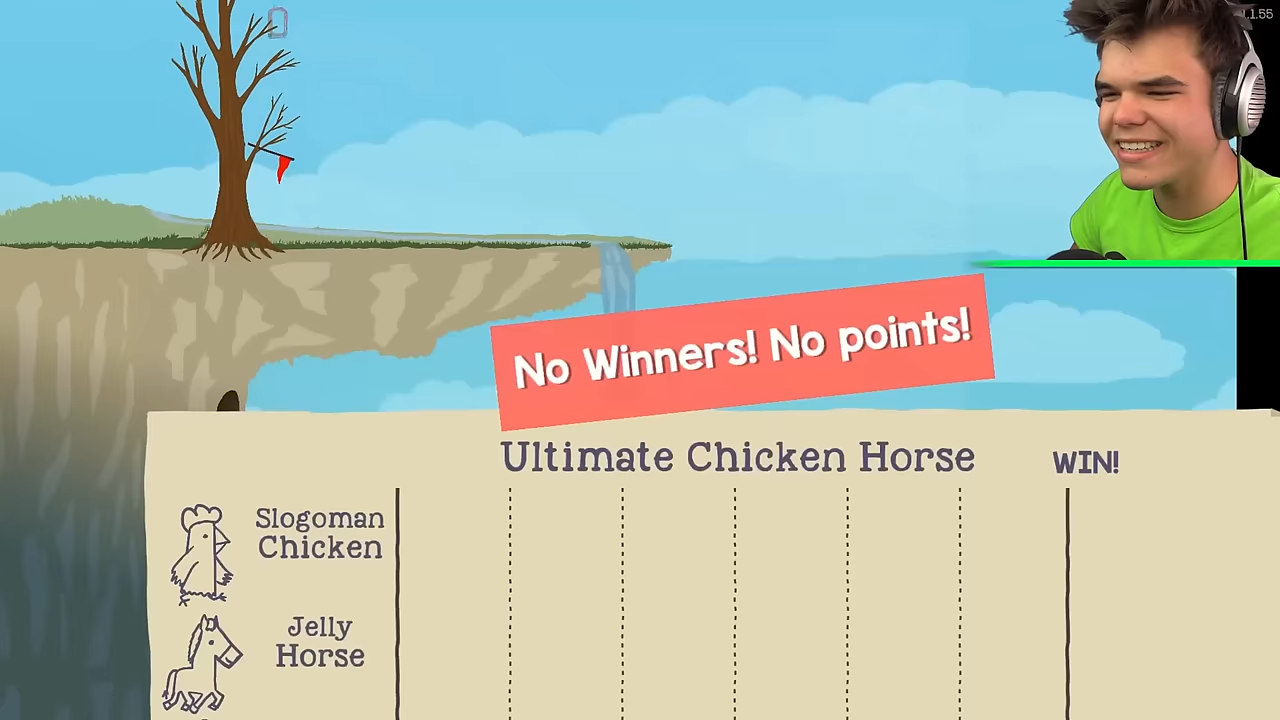 1.55
No Winners! No points!
Ultimate Chicken Horse
WIN!
Slogoman
Chicken
Jelly
Horse